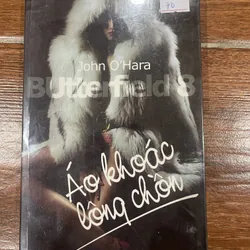 John O'Hara
BUtterfield 8
Áo khoác
lông chồn